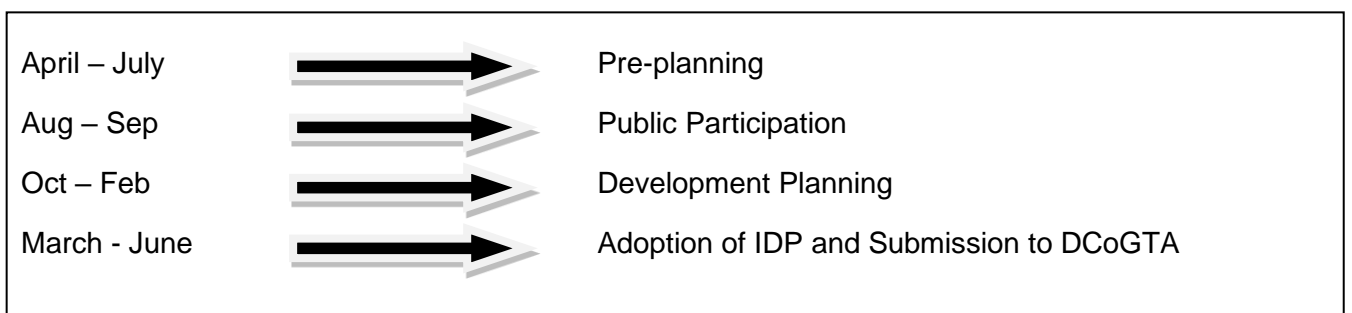 April – July Pre-planning
Aug – Sep Public Participation
Oct – Feb Development Planning
March - June Adoption of IDP and Submission to DCoGTA